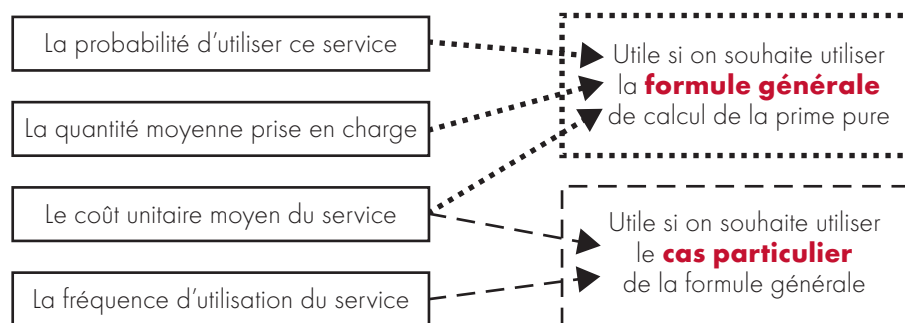 La probabilité d’utiliser ce service
La quantité moyenne prise en charge
Le coût unitaire moyen du service
La fréquence d’utilisation du service
Utile si on souhaite utiliser
la formule générale
de calcul de la prime pure
Utile si on souhaite utiliser
le cas particulier
de la formule générale